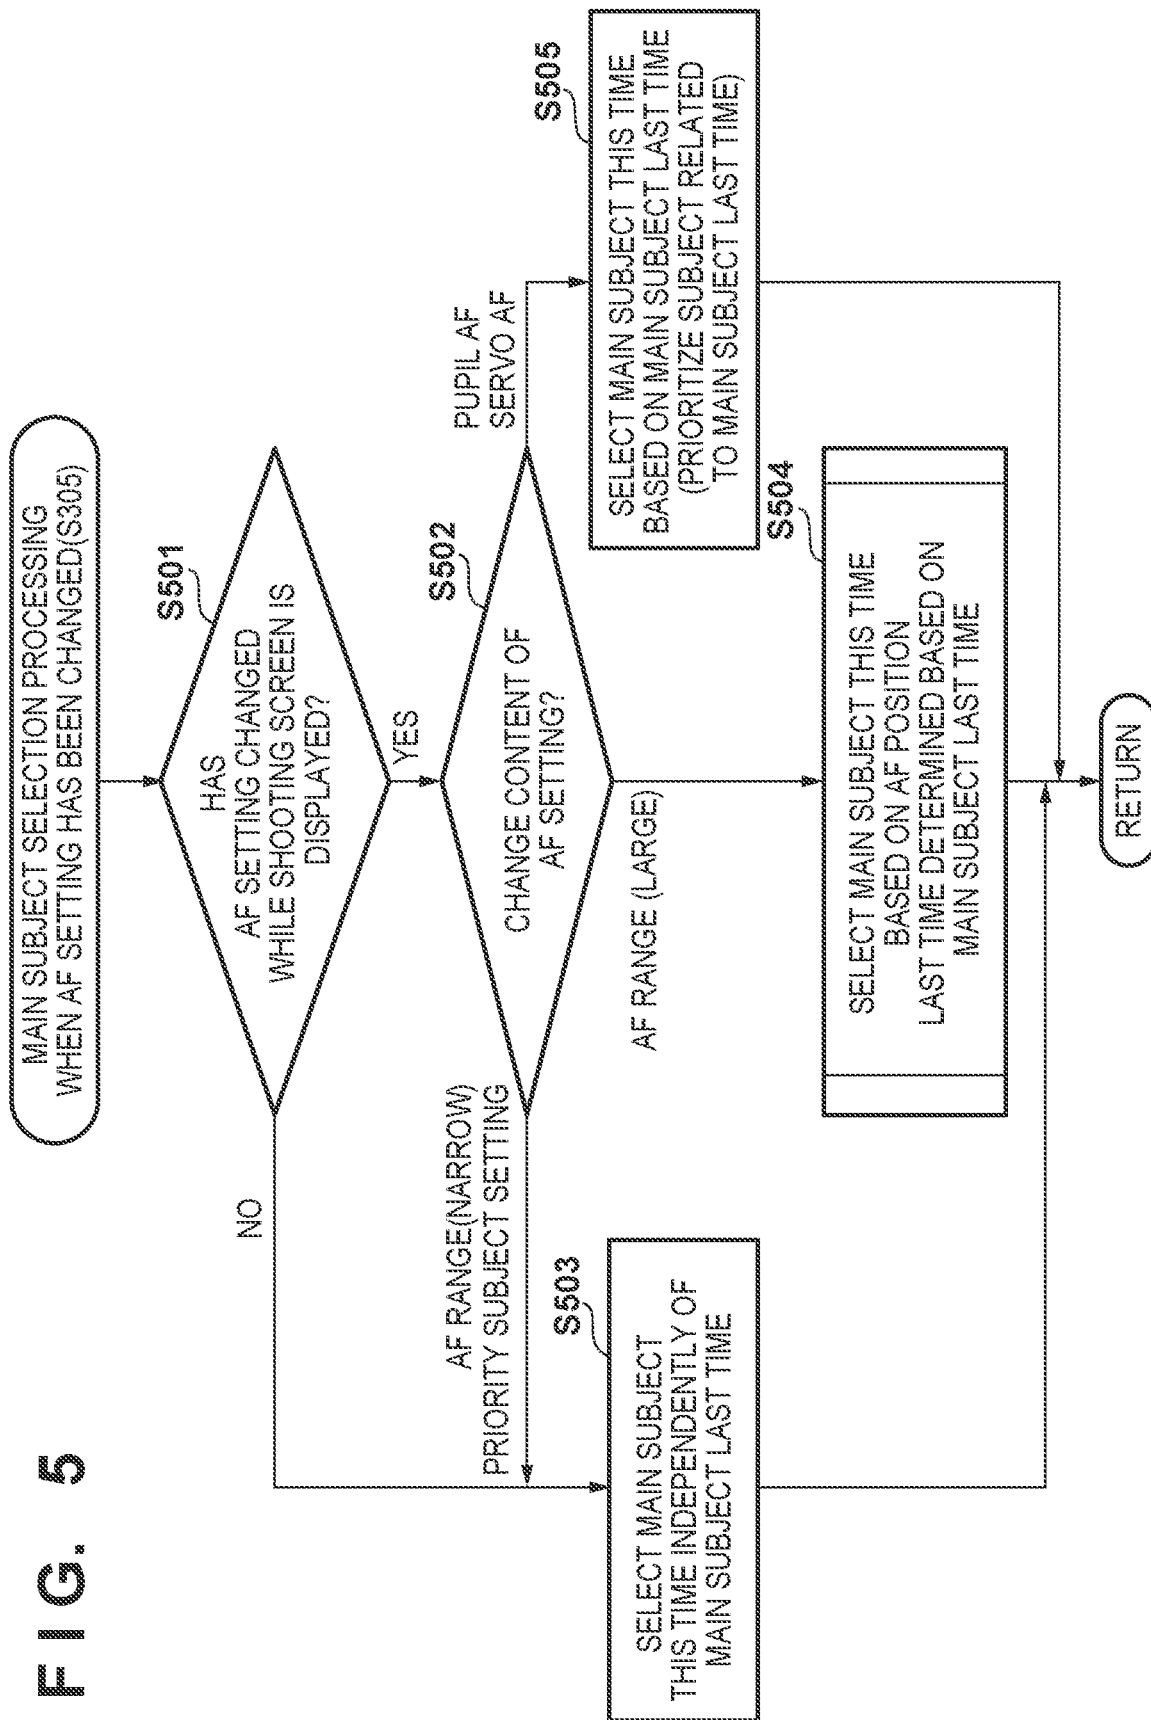 FIG. 5
MAIN SUBJECT SELECTION PROCESSING
WHEN AF SETTING HAS BEEN CHANGED(S305)
S501
HAS
AF SETTING CHANGED
WHILE SHOOTING SCREEN IS
DISPLAYED?
NO
YES
S502
CHANGE CONTENT OF
AF SETTING?
AF RANGE(NARROW)
PRIORITY SUBJECT SETTING
AF RANGE (LARGE)
PUPIL AF
SERVO AF
S503
SELECT MAIN SUBJECT
THIS TIME INDEPENDENTLY OF
MAIN SUBJECT LAST TIME
S504
SELECT MAIN SUBJECT THIS TIME
BASED ON AF POSITION
LAST TIME DETERMINED BASED ON
MAIN SUBJECT LAST TIME
S505
SELECT MAIN SUBJECT THIS TIME
BASED ON MAIN SUBJECT LAST TIME
(PRIORITIZE SUBJECT RELATED
TO MAIN SUBJECT LAST TIME)
RETURN